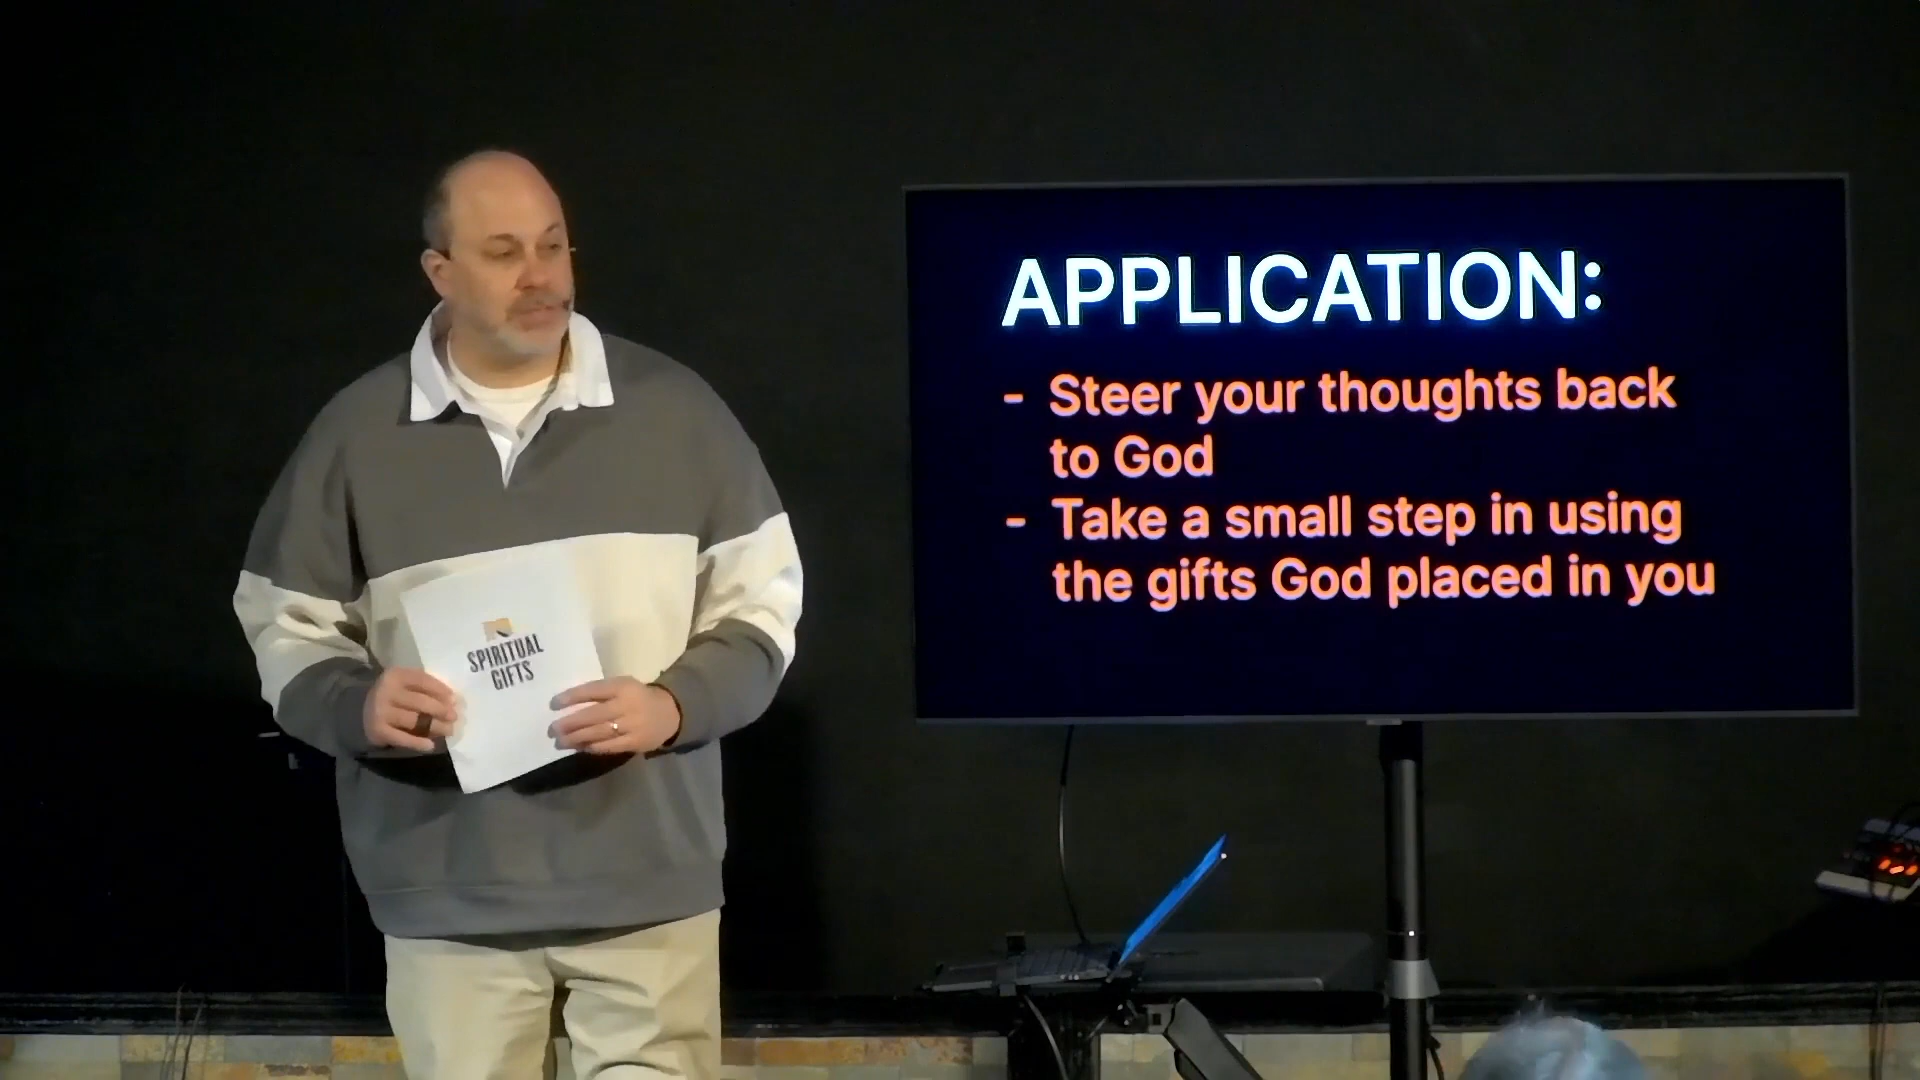 APPLICATION:
- Steer your thoughts back
to God
- Take a small step in using
the gifts God placed in you
SPIRITUAL
GIFTS